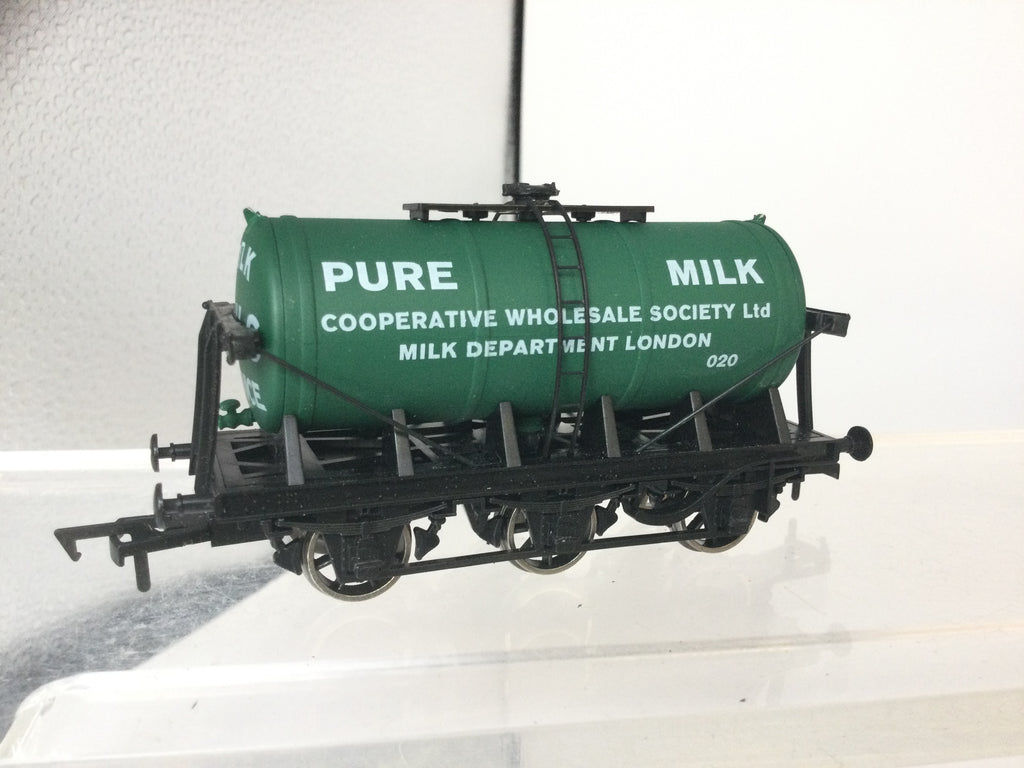 PURE MILK
COOPERATIVE WHOLESALE SOCIETY Ltd
MILK DEPARTMENT LONDON
020